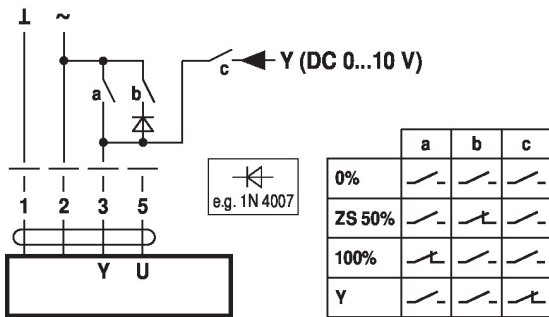 ⊥ ~
a b c Y (DC 0...10 V)
1 2 3 5
Y U
e.g. 1N 4007
a b c
0%
ZS 50%
100%
Y